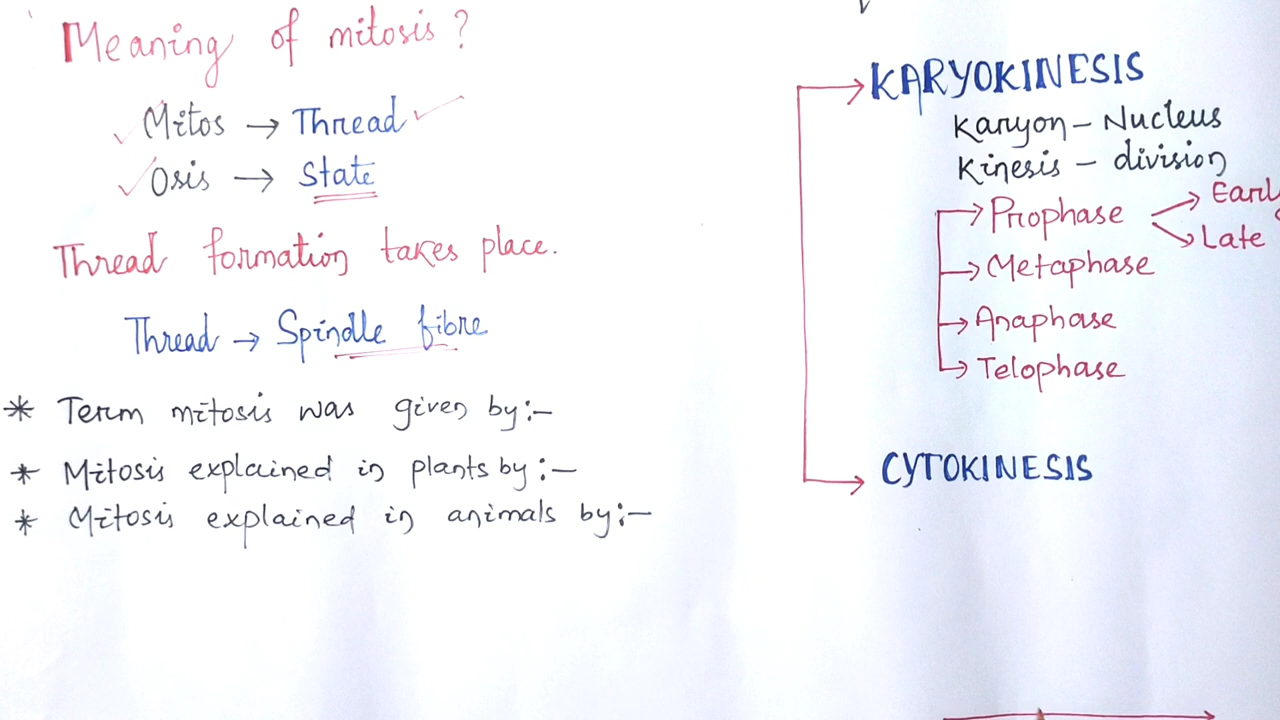 Meaning of mitosis?
Mitos → Thread
Osis → State
Thread formation takes place.
Thread → Spindle fibre
* Term mitosis was given by:-
* Mitosis explained in plants by:-
* Mitosis explained in animals by:-
→ KARYOKINESIS
Karyon – Nucleus
Kinesis – division
→ Prophase → Early
→ Late
→ Metaphase
→ Anaphase
→ Telophase
→ CYTOKINESIS